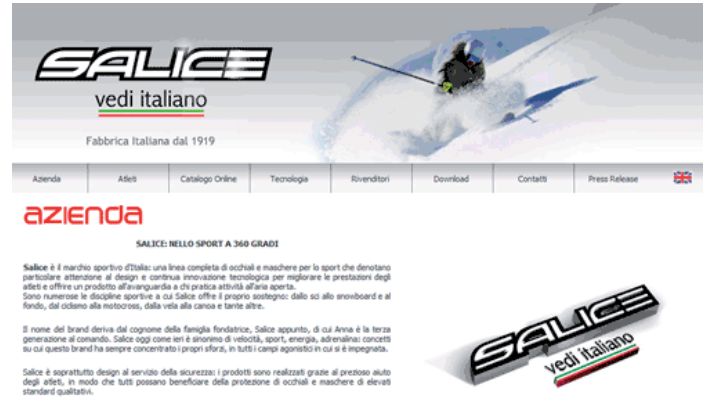 SALICE
vedi italiano
Fabbrica Italiana dal 1919
Azienda Atleti Catalogo Online Tecnologia Rivenditori Download Contatti Press Release
azienda
SALICE: NELLO SPORT A 360 GRADI
Salice è il marchio sportivo d'Italia: una linea completa di occhiali e maschere per lo sport che denotano
particolare attenzione al design e continua innovazione tecnologica per migliorare le prestazioni degli
atleti e offrire un prodotto all'avanguardia a chi pratica attività all'aria aperta.
Sono numerose le discipline sportive a cui Salice offre il proprio sostegno: dallo sci allo snowboard e al
fondo, dal ciclismo alla motocross, dalla vela alla canoa e tante altre.
Il nome del brand deriva dal cognome della famiglia fondatrice, Salice appunto, di cui Anna è la terza
generazione al comando. Salice oggi come ieri è sinonimo di velocità, sport, energia, adrenalina: concetti
su cui questo brand ha sempre concentrato i propri sforzi, in tutti i campi agonistici in cui si è impegnata.
Salice è soprattutto design al servizio della sicurezza: i prodotti sono realizzati grazie al prezioso aiuto
degli atleti, in modo che tutti possano beneficiare della protezione di occhiali e maschere di elevati
standard qualitativi.
SALICE
vedi italiano